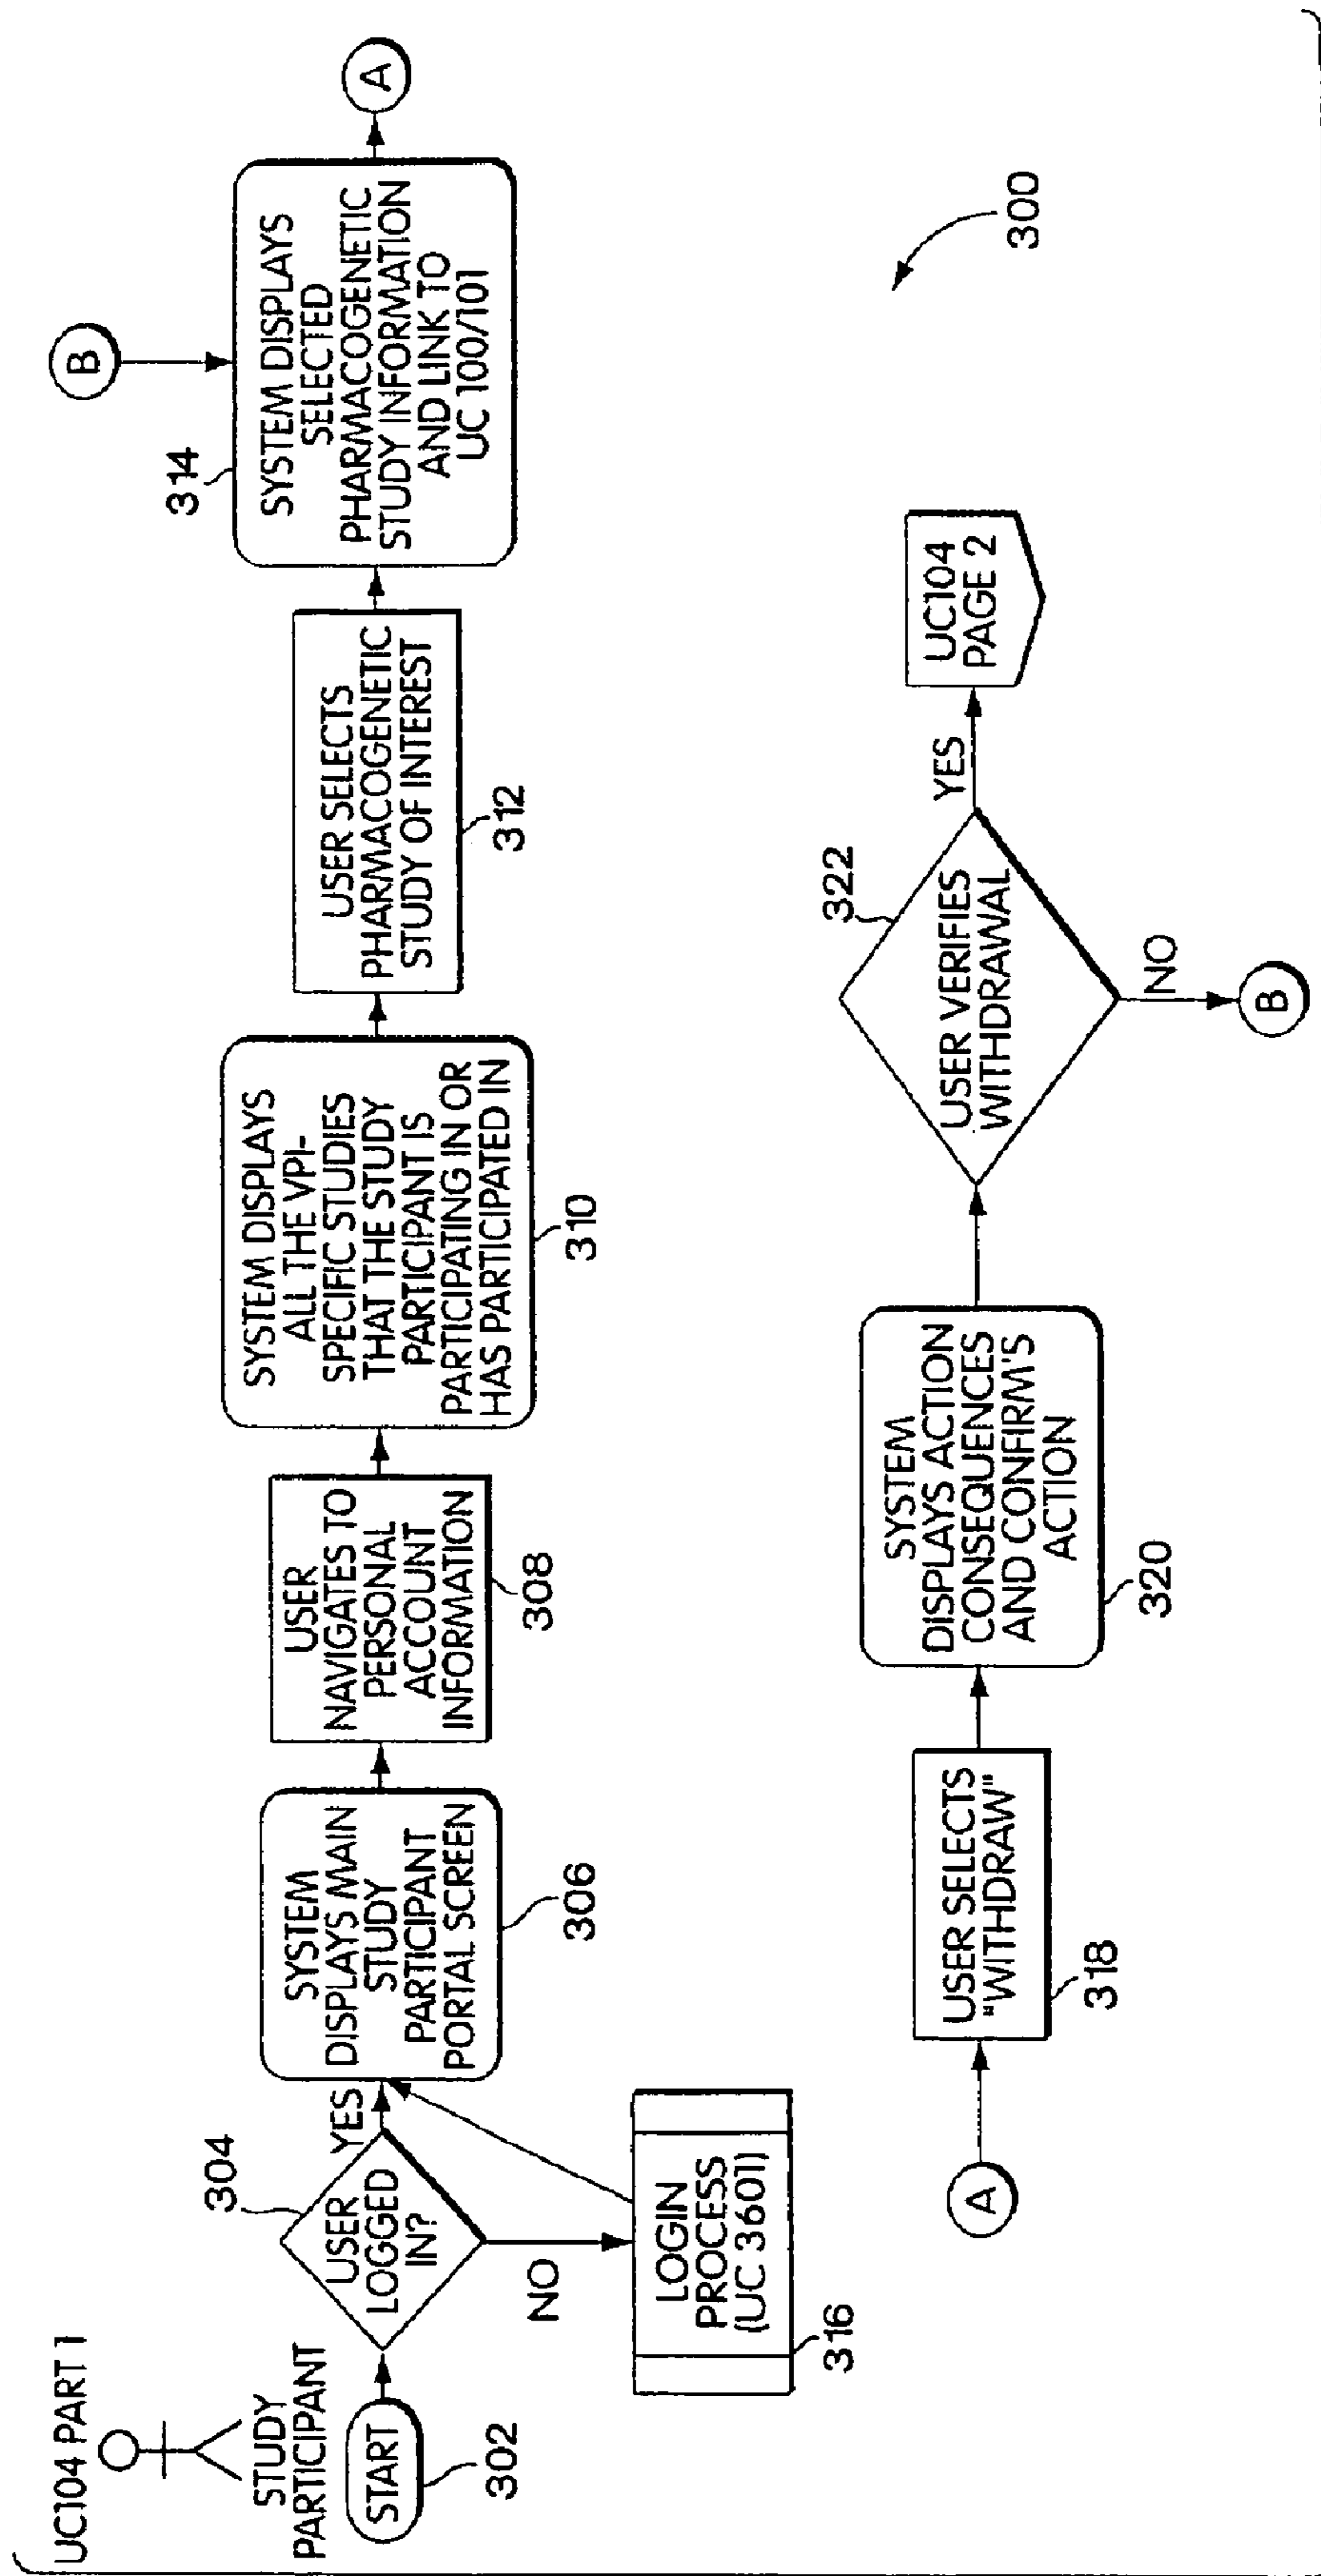 UC104 PART 1
STUDY
PARTICIPANT
START
302
304
USER
LOGGED
IN?
YES
NO
LOGIN
PROCESS
(UC 3601)
316
SYSTEM
DISPLAYS MAIN
STUDY
PARTICIPANT
PORTAL SCREEN
306
USER
NAVIGATES TO
PERSONAL
ACCOUNT
INFORMATION
308
SYSTEM DISPLAYS
ALL THE VPI-
SPECIFIC STUDIES
THAT THE STUDY
PARTICIPANT IS
PARTICIPATING IN OR
HAS PARTICIPATED IN
310
USER SELECTS
PHARMACOGENETIC
STUDY OF INTEREST
312
B
314
SYSTEM DISPLAYS
SELECTED
PHARMACOGENETIC
STUDY INFORMATION
AND LINK TO
UC 100/101
A
A
USER SELECTS
"WITHDRAW"
318
SYSTEM
DISPLAYS ACTION
CONSEQUENCES
AND CONFIRM'S
ACTION
320
322
USER VERIFIES
WITHDRAWAL
YES
UC104
PAGE 2
NO
B
300